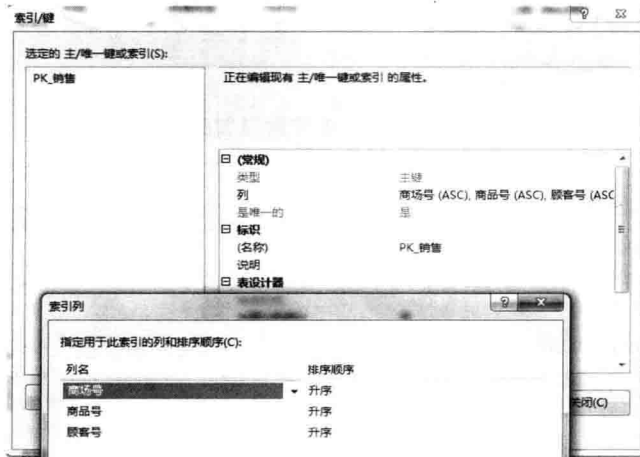 索引/键
选定的 主/唯一键或索引(S):
PK_销售
正在编辑现有 主/唯一键或索引 的属性。
(常规)
类型 主键
列 商场号 (ASC), 商品号 (ASC), 顾客号 (ASC
是唯一的 是
标识
(名称) PK_销售
说明
表设计器
索引列
指定用于此索引的列和排序顺序(C):
列名 排序顺序
商场号 升序
商品号 升序
顾客号 升序
关闭(C)